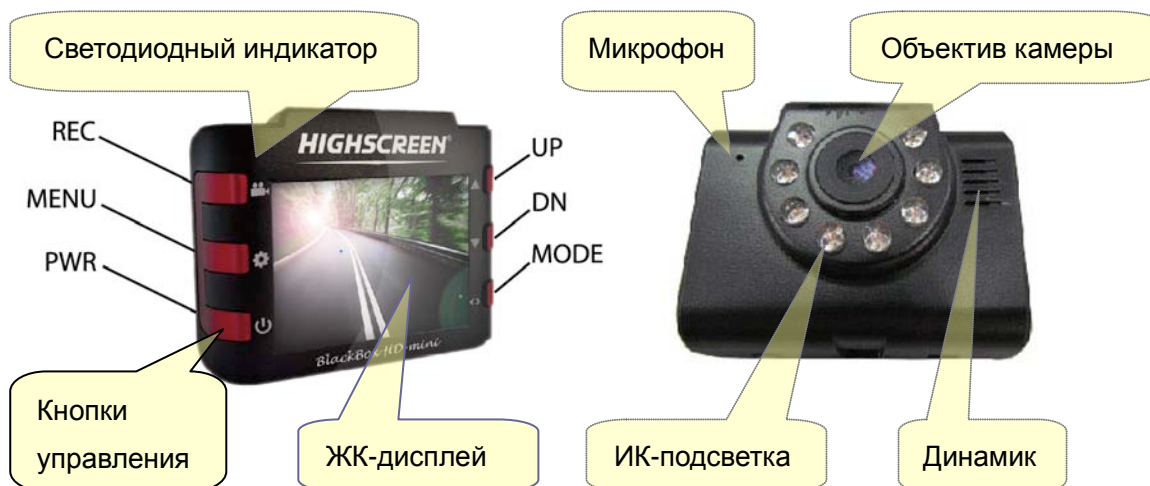 Светодиодный индикатор
Микрофон
Объектив камеры
REC
MENU
PWR
HIGHSCREEN
UP
DN
MODE
BlackBox HD-mini
Кнопки
управления
ЖК-дисплей
ИК-подсветка
Динамик